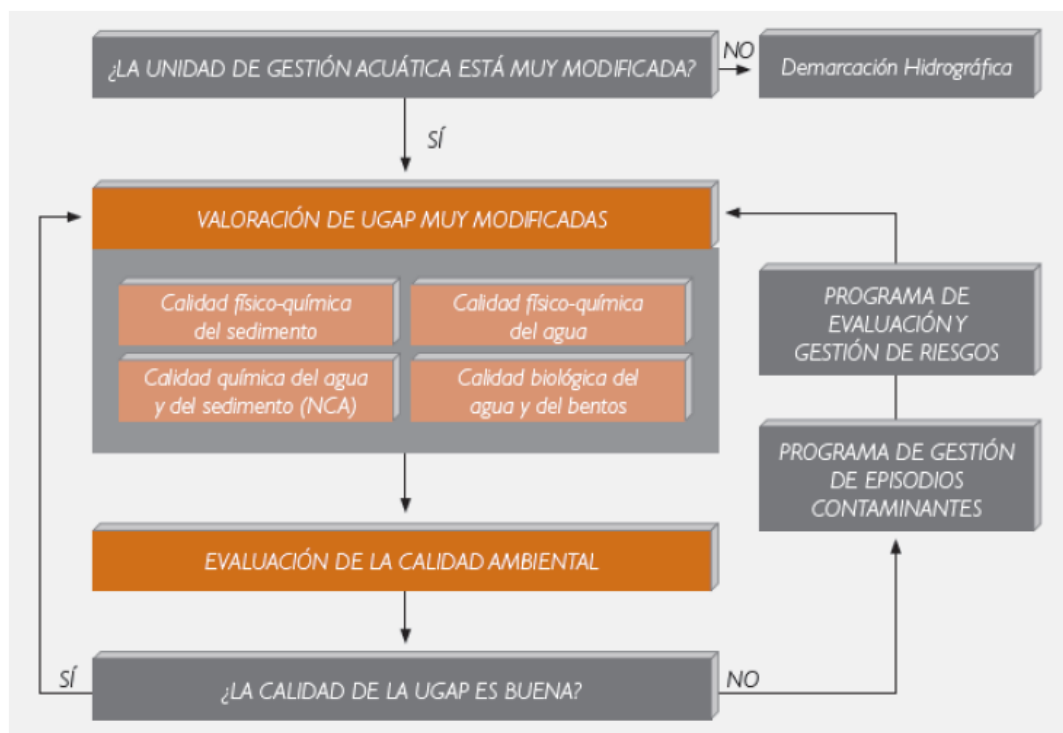 ¿LA UNIDAD DE GESTIÓN ACUÁTICA ESTÁ MUY MODIFICADA?
NO
Demarcación Hidrográfica
SÍ
VALORACIÓN DE UGAP MUY MODIFICADAS
Calidad físico-química
del sedimento
Calidad físico-química
del agua
Calidad química del agua
y del sedimento (NCA)
Calidad biológica del
agua y del bentos
PROGRAMA DE
EVALUACIÓN Y
GESTIÓN DE RIESGOS
PROGRAMA DE GESTIÓN
DE EPISODIOS
CONTAMINANTES
EVALUACIÓN DE LA CALIDAD AMBIENTAL
SÍ
¿LA CALIDAD DE LA UGAP ES BUENA?
NO